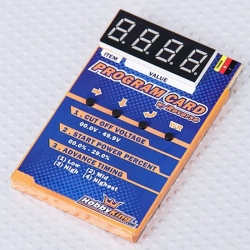 8.8.8.8.
ITEM
VALUE
PROGRAM CARD
1. CUT OFF VOLTAGE
00.0V - 49.9V
2. START POWER PERCENT
00.0% - 25.0%
3. ADVANCE TIMING
(1) Low (2) Mid
(3) High (4) Highest
HobbyKing